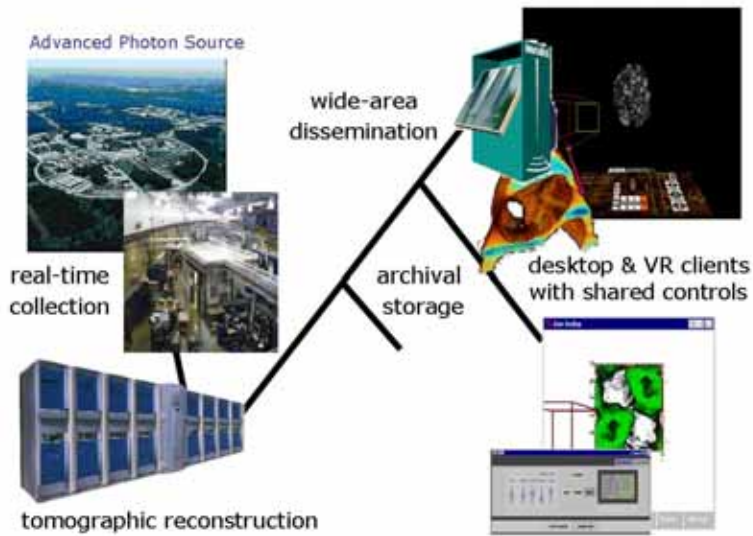 Advanced Photon Source
wide-area
dissemination
real-time
collection
archival
storage
desktop & VR clients
with shared controls
tomographic reconstruction